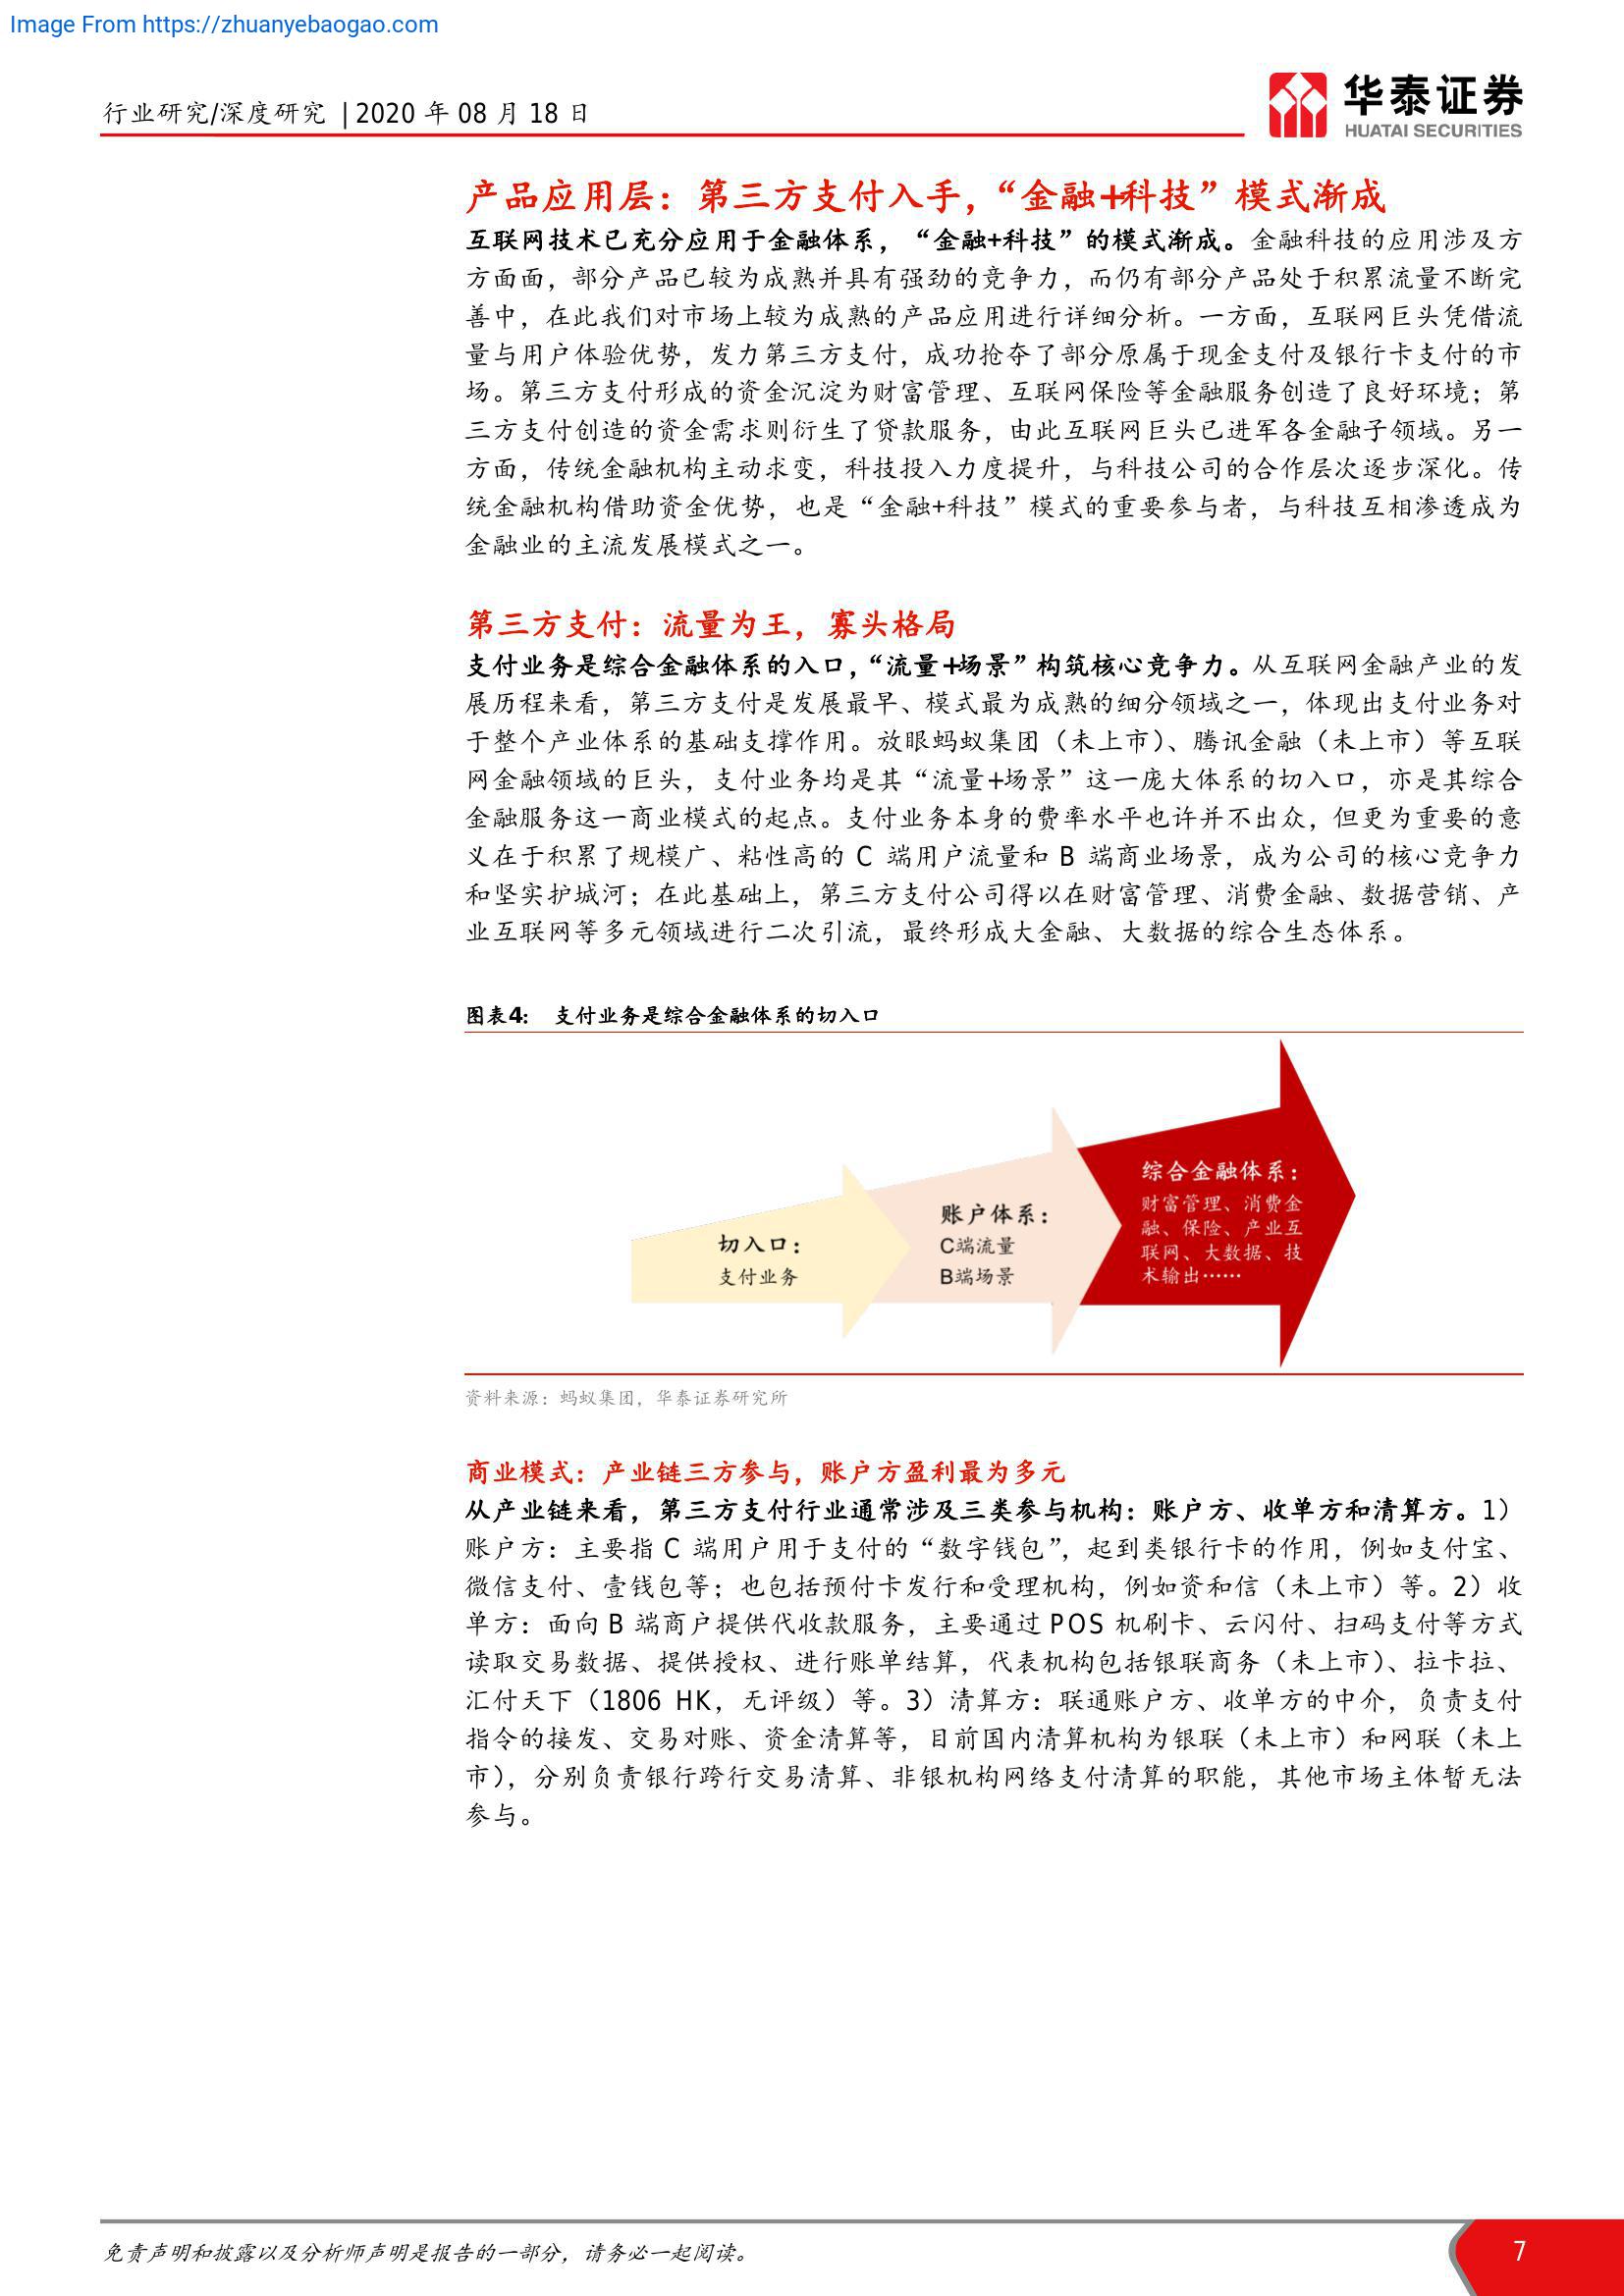 Image From https://zhuanyebaogao.com
行业研究/深度研究 | 2020 年 08 月 18 日
华泰证券
HUATAI SECURITIES
产品应用层：第三方支付入手，“金融+科技”模式渐成
互联网技术已充分应用于金融体系，“金融+科技”的模式渐成。金融科技的应用涉及方
方面面，部分产品已较为成熟并具有强劲的竞争力，而仍有部分产品处于积累流量不断完
善中，在此我们对市场上较为成熟的产品应用进行详细分析。一方面，互联网巨头凭借流
量与用户体验优势，发力第三方支付，成功抢夺了部分原属于现金支付及银行卡支付的市
场。第三方支付形成的资金沉淀为财富管理、互联网保险等金融服务创造了良好环境；第
三方支付创造的资金需求则衍生了贷款服务，由此互联网巨头已进军各金融子领域。另一
方面，传统金融机构主动求变，科技投入力度提升，与科技公司的合作层次逐步深化。传
统金融机构借助资金优势，也是“金融+科技”模式的重要参与者，与科技互相渗透成为
金融业的主流发展模式之一。
第三方支付：流量为王，寡头格局
支付业务是综合金融体系的入口，“流量+场景”构筑核心竞争力。从互联网金融产业的发
展历程来看，第三方支付是发展最早、模式最为成熟的细分领域之一，体现出支付业务对
于整个产业体系的基础支撑作用。放眼蚂蚁集团（未上市）、腾讯金融（未上市）等互联
网金融领域的巨头，支付业务均是其“流量+场景”这一庞大体系的切入口，亦是其综合
金融服务这一商业模式的起点。支付业务本身的费率水平也许并不出众，但更为重要的意
义在于积累了规模广、粘性高的 C 端用户流量和 B 端商业场景，成为公司的核心竞争力
和坚实护城河；在此基础上，第三方支付公司得以在财富管理、消费金融、数据营销、产
业互联网等多元领域进行二次引流，最终形成大金融、大数据的综合生态体系。
图表4： 支付业务是综合金融体系的切入口
切入口：
支付业务
账户体系：
C端流量
B端场景
综合金融体系：
财富管理、消费金
融、保险、产业互
联网、大数据、技
术输出……
资料来源：蚂蚁集团，华泰证券研究所
商业模式：产业链三方参与，账户方盈利最为多元
从产业链来看，第三方支付行业通常涉及三类参与机构：账户方、收单方和清算方。1）
账户方：主要指 C 端用户用于支付的“数字钱包”，起到类银行卡的作用，例如支付宝、
微信支付、壹钱包等；也包括预付卡发行和受理机构，例如资和信（未上市）等。2）收
单方：面向 B 端商户提供代收款服务，主要通过 POS 机刷卡、云闪付、扫码支付等方式
读取交易数据、提供授权、进行账单结算，代表机构包括银联商务（未上市）、拉卡拉、
汇付天下（1806 HK，无评级）等。3）清算方：联通账户方、收单方的中介，负责支付
指令的接发、交易对账、资金清算等，目前国内清算机构为银联（未上市）和网联（未上
市），分别负责银行跨行交易清算、非银机构网络支付清算的职能，其他市场主体暂无法
参与。
免责声明和披露以及分析师声明是报告的一部分，请务必一起阅读。
7